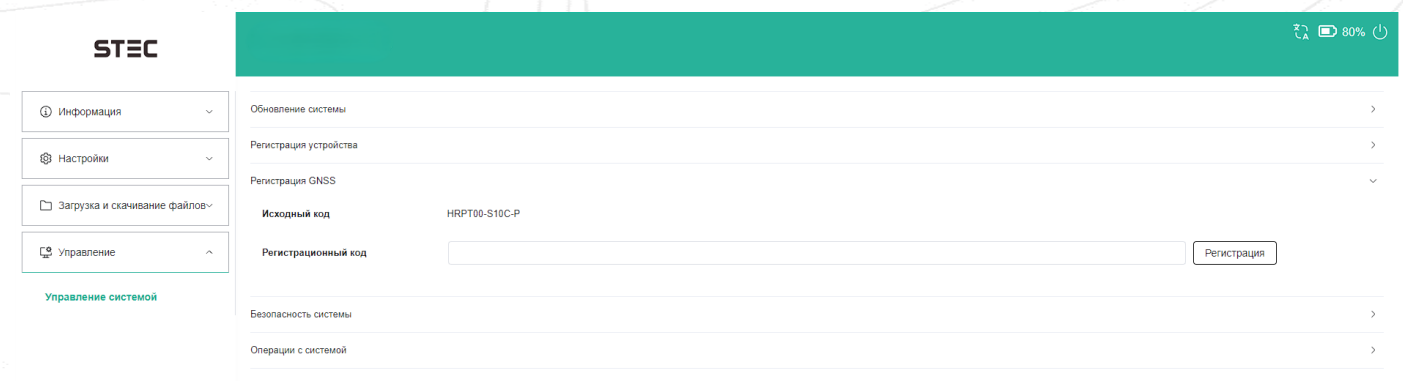 STEC
80%
Информация
Настройки
Загрузка и скачивание файлов
Управление
Управление системой
Обновление системы
Регистрация устройства
Регистрация GNSS
Исходный код HRPT00-S10C-P
Регистрационный код Регистрация
Безопасность системы
Операции с системой